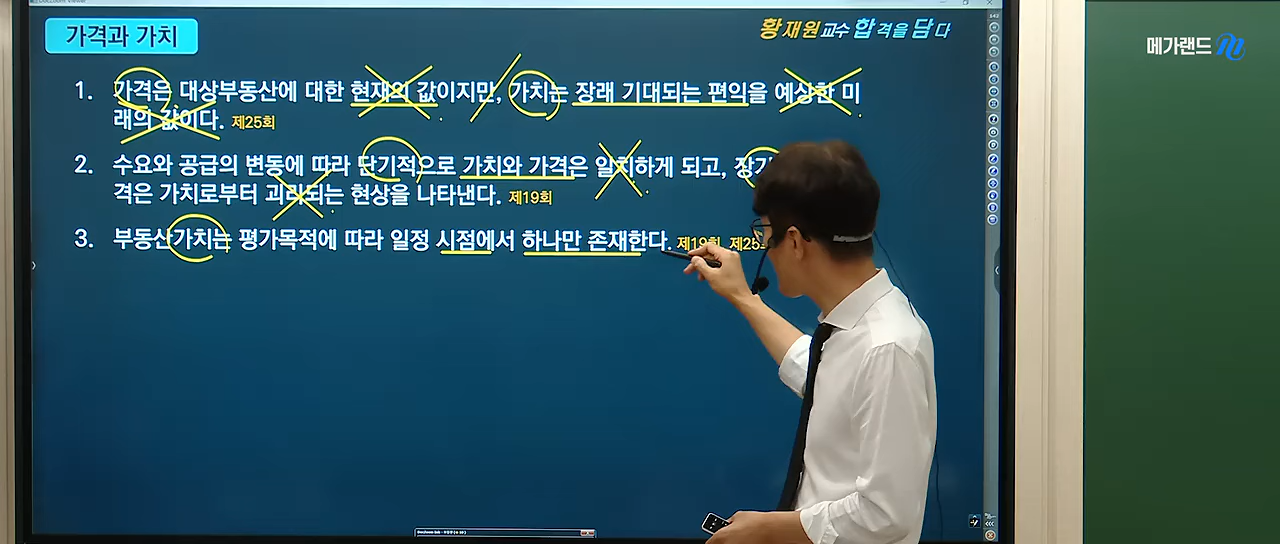 가격과 가치
황재원 교수 합격을 담다
메가랜드
1. 가격은 대상부동산에 대한 현재의 값이지만, 가치는 장래 기대되는 편익을 예상한 미
래의 값이다. 제25회
2. 수요와 공급의 변동에 따라 단기적으로 가치와 가격은 일치하게 되고,
격은 가치로부터 괴리되는 현상을 나타낸다. 제19회
3. 부동산가치는 평가목적에 따라 일정 시점에서 하나만 존재한다. 제19회, 제25